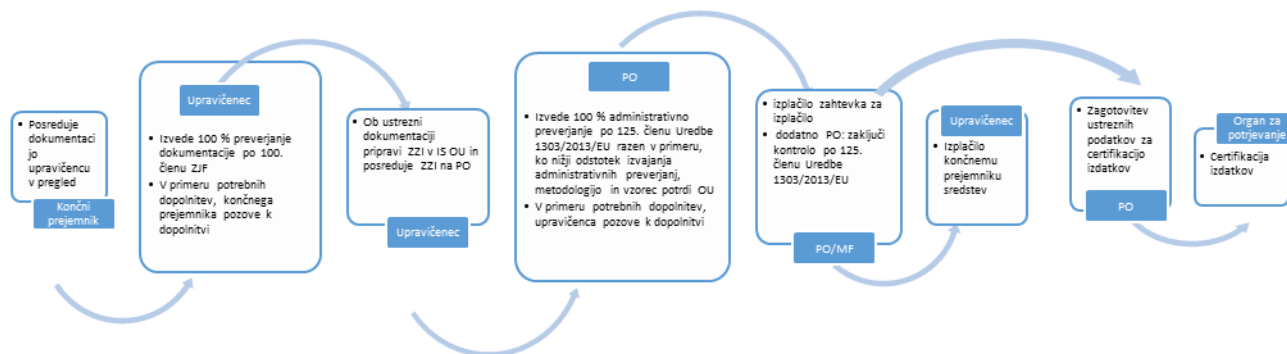 • Posreduje
dokumentaci
jo
upravičencu
v pregled
Končni
prejemnik
Upravičenec
• Izvede 100 % preverjanje
dokumentacije po 100.
členu ZJF
• V primeru potrebnih
dopolnitev, končnega
prejemnika pozove k
dopolnitvi
• Ob ustrezni
dokumentaciji
pripravi ZZI v IS OU in
posreduje ZZI na PO
Upravičenec
PO
• Izvede 100 % administrativno
preverjanje po 125. členu Uredbe
1303/2013/EU razen v primeru,
ko nižji odstotek izvajanja
administrativnih preverjanj,
metodologijo in vzorec potrdi OU
• V primeru potrebnih dopolnitev,
upravičenca pozove k dopolnitvi
• izplačilo zahtevka za
izplačilo
• dodatno PO: zaključi
kontrolo po 125.
členu Uredbe
1303/2013/EU
PO/MF
Upravičenec
• Izplačilo
končnemu
prejemniku
sredstev
• Zagotovitev
ustreznih
podatkov za
certifikacijo
izdatkov
PO
Organ za
potrjevanje
• Certifikacija
izdatkov